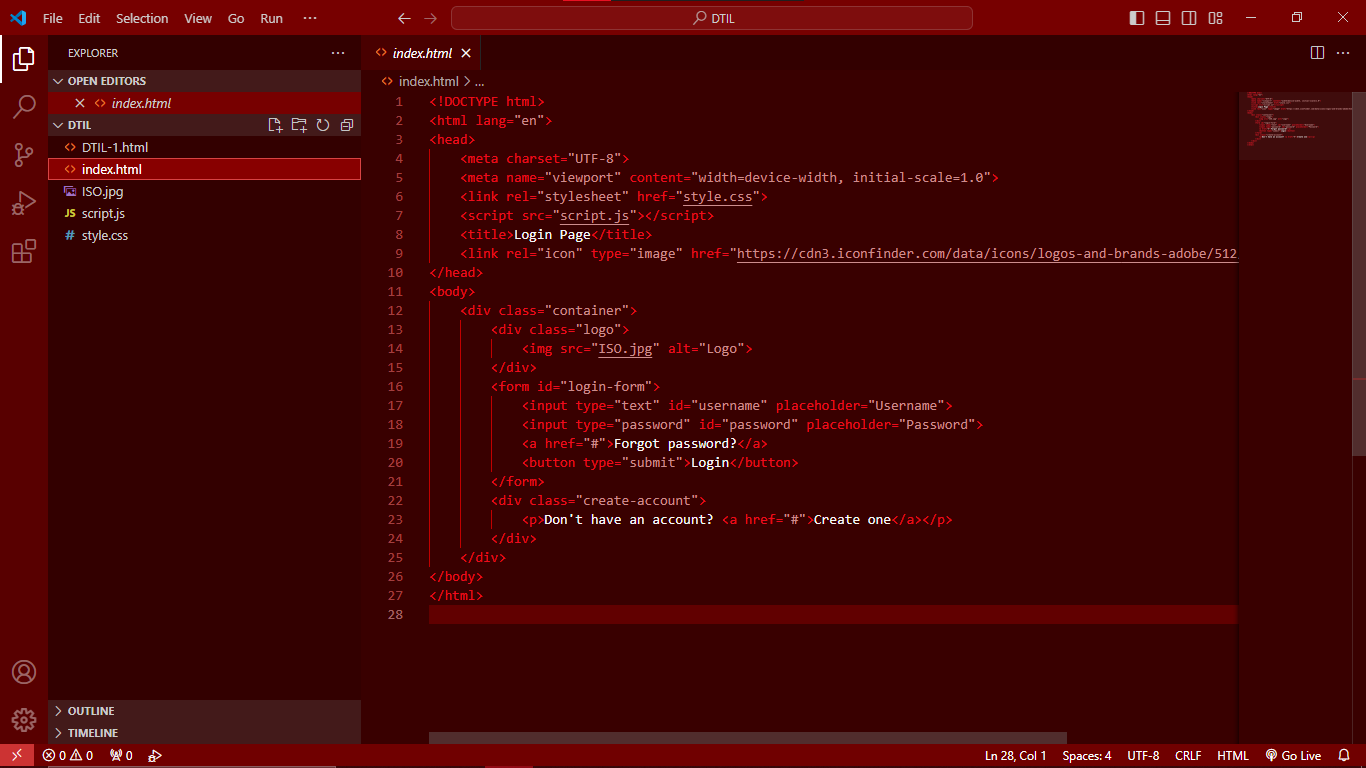 File Edit Selection View Go Run ···
DTIL
EXPLORER
OPEN EDITORS
index.html
DTIL
DTIL-1.html
index.html
ISO.jpg
JS script.js
# style.css
OUTLINE
TIMELINE
index.html
index.html > ...
1 <!DOCTYPE html>
2 <html lang="en">
3 <head>
4 <meta charset="UTF-8">
5 <meta name="viewport" content="width=device-width, initial-scale=1.0">
6 <link rel="stylesheet" href="style.css">
7 <script src="script.js"></script>
8 <title>Login Page</title>
9 <link rel="icon" type="image" href="https://cdn3.iconfinder.com/data/icons/logos-and-brands-adobe/512
10 </head>
11 <body>
12 <div class="container">
13 <div class="logo">
14 <img src="ISO.jpg" alt="Logo">
15 </div>
16 <form id="login-form">
17 <input type="text" id="username" placeholder="Username">
18 <input type="password" id="password" placeholder="Password">
19 <a href="#">Forgot password?</a>
20 <button type="submit">Login</button>
21 </form>
22 <div class="create-account">
23 <p>Don't have an account? <a href="#">Create one</a></p>
24 </div>
25 </div>
26 </body>
27 </html>
28
0 0 0 Ln 28, Col 1 Spaces: 4 UTF-8 CRLF HTML Go Live